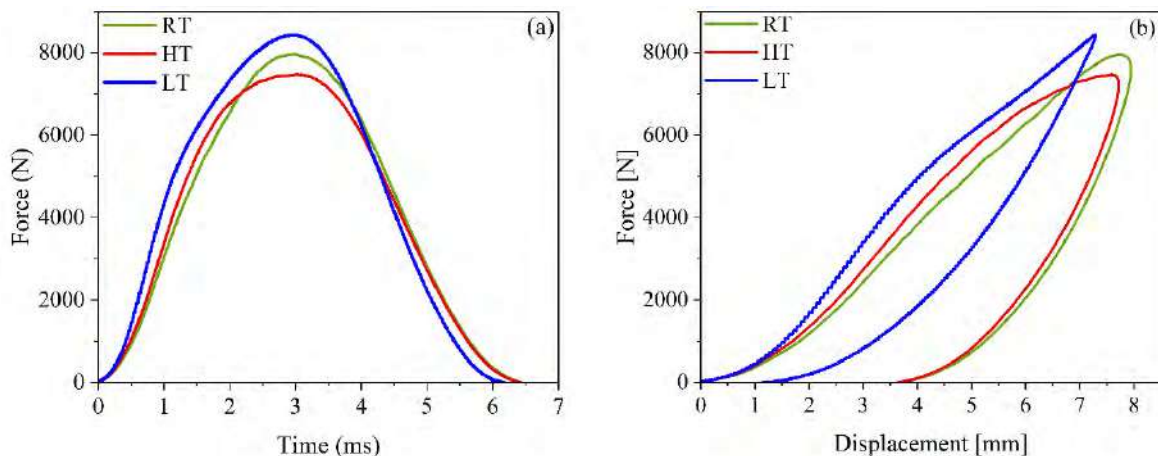 (a)
RT
HT
LT
8000
6000
4000
2000
0
Force (N)
0 1 2 3 4 5 6 7
Time (ms)
(b)
RT
HT
LT
8000
6000
4000
2000
0
Force [N]
0 1 2 3 4 5 6 7 8
Displacement [mm]